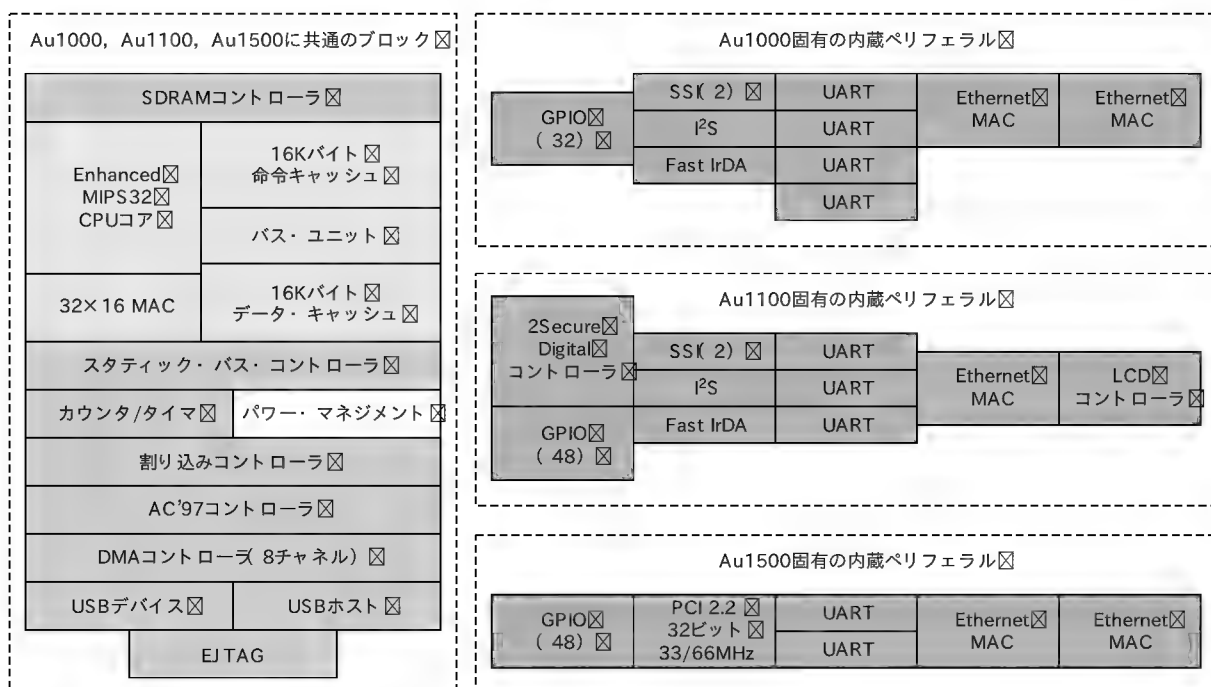 Au1000, Au1100, Au1500に共通のブロック
SDRAMコントローラ
Enhanced
MIPS32
CPUコア
16Kバイト
命令キャッシュ
バス・ユニット
32×16 MAC
16Kバイト
データ・キャッシュ
スタティック・バス・コントローラ
カウンタ/タイマ
パワー・マネジメント
割り込みコントローラ
AC'97コントローラ
DMAコントローラ(8チャネル)
USBデバイス
USBホスト
EJTAG
Au1000固有の内蔵ペリフェラル
GPIO
(32)
SSI(2)
I²S
Fast IrDA
UART
UART
UART
UART
Ethernet
MAC
Ethernet
MAC
Au1100固有の内蔵ペリフェラル
2Secure
Digital
コントローラ
GPIO
(48)
SSI(2)
I²S
Fast IrDA
UART
UART
UART
Ethernet
MAC
LCD
コントローラ
Au1500固有の内蔵ペリフェラル
GPIO
(48)
PCI 2.2
32ビット
33/66MHz
UART
UART
Ethernet
MAC
Ethernet
MAC